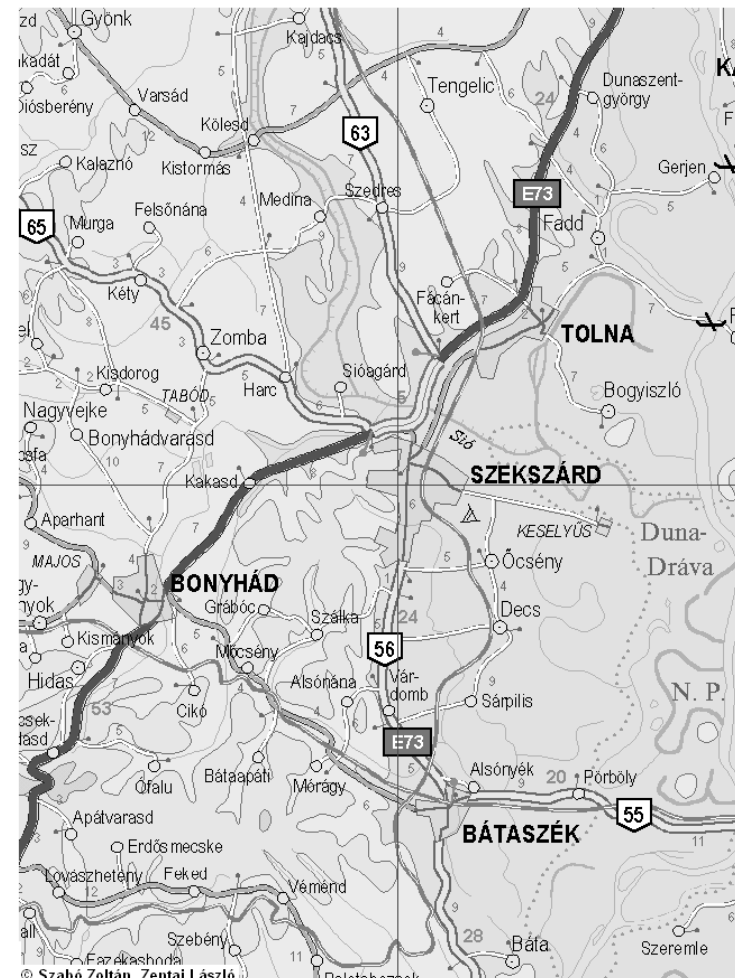 Gyönk
Kajdacs
Tengelic
24
Dunaszent-
györgy
Varsád
Kölesd
63
Kistormás
Kalaznó
Gerjen
E73
Medina
Szedres
Felsőnána
65
Murga
Fadd
Kéty
Fácán-
kert
45
Zomba
TOLNA
Kisdorog
Sióagárd
Harc
TABÓD
Bogyiszló
Nagyvejke
Bonyhádvarasd
Sió
SZEKSZÁRD
Kakasd
Aparhant
KESELYŰS
Duna-
Dráva
MAJOS
Őcsény
BONYHÁD
Grábóc
Szálka
24
Decs
Kismányok
Mőcsény
56
Hidas
Alsónána
Vár-
domb
N. P.
Cikó
Sárpilis
53
E73
Ófalu
Bátaapáti
Mórágy
Alsónyék
20
Pörböly
55
Apátvarasd
BÁTASZÉK
Erdősmecske
Lovászhetény
Feked
Véménd
Szebény
28
Báta
Szeremle
© Szabó Zoltán, Zentai László